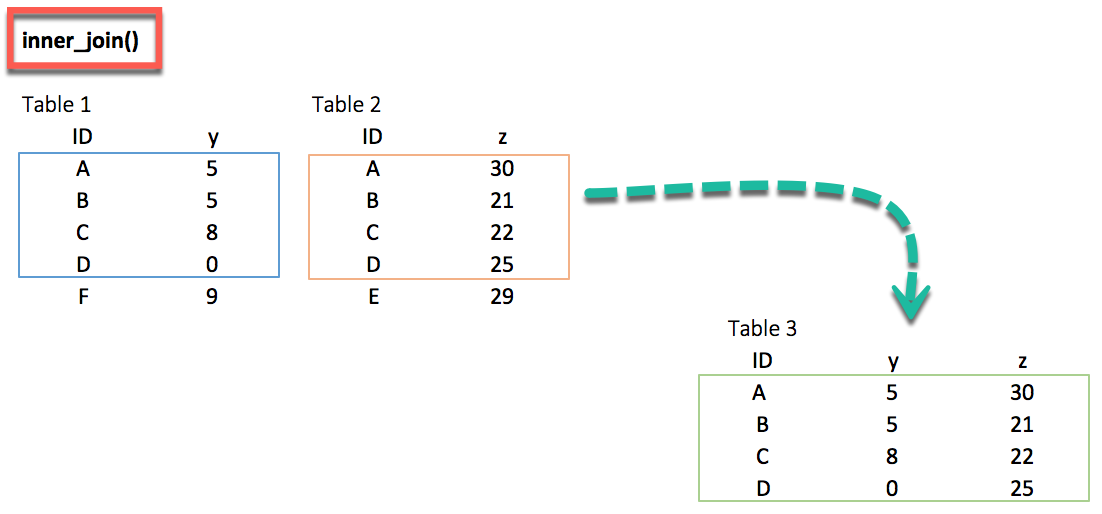 inner_join()
Table 1 Table 2
ID y ID z
A 5 A 30
B 5 B 21
C 8 C 22
D 0 D 25
F 9 E 29
Table 3
ID y z
A 5 30
B 5 21
C 8 22
D 0 25